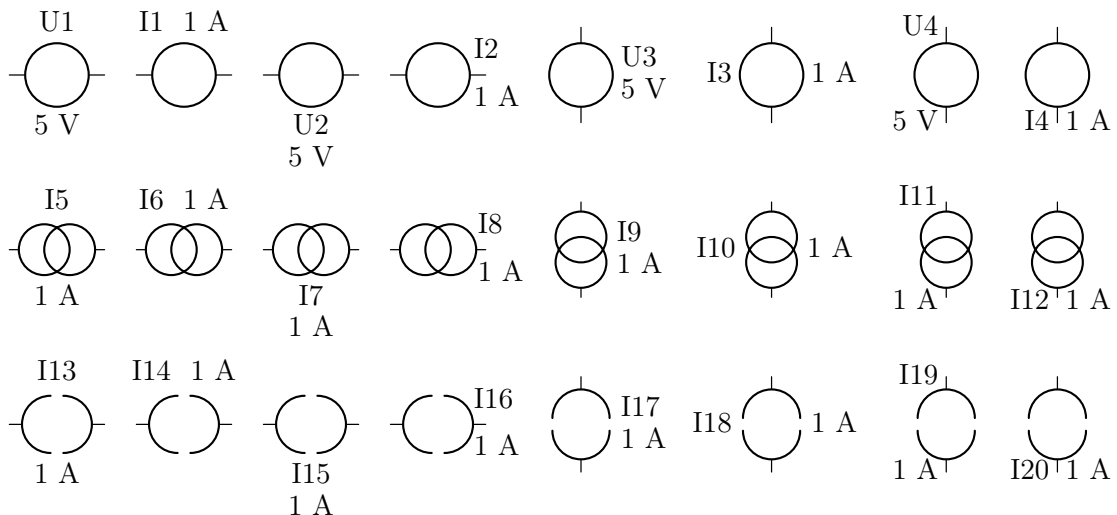 U1
5 V
I1 1 A
U2
5 V
I2
1 A
U3
5 V
I3 1 A
U4
5 V
I4 1 A
I5
1 A
I6 1 A
I7
1 A
I8
1 A
I9
1 A
I10 1 A
I11
1 A
I12 1 A
I13
1 A
I14 1 A
I15
1 A
I16
1 A
I17
1 A
I18 1 A
I19
1 A
I20 1 A